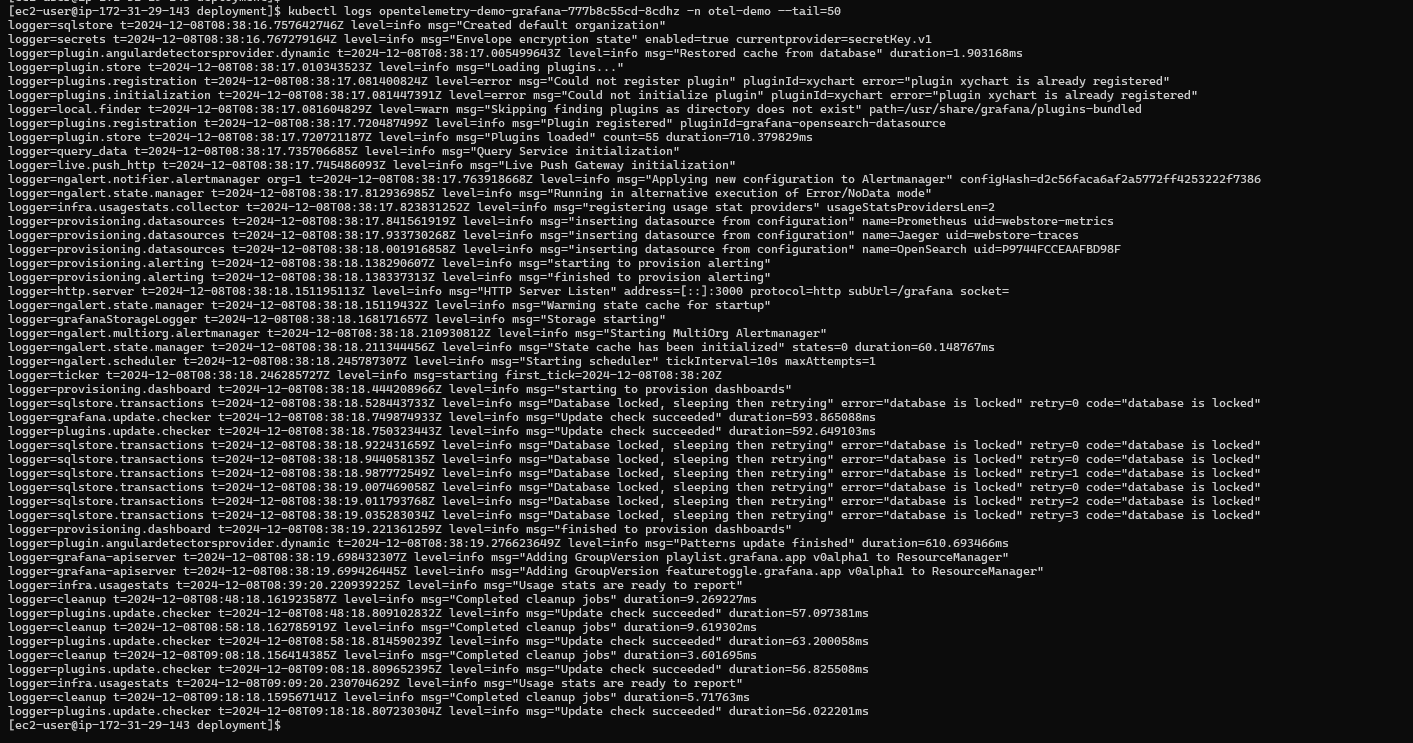 [ec2-user@ip-172-31-29-143 deployment]$ kubectl logs opentelemetry-demo-grafana-777b8c55cd-8cdhz -n otel-demo --tail=50
logger=sqlstore t=2024-12-08T08:38:16.757642746Z level=info msg="Created default organization"
logger=secrets t=2024-12-08T08:38:16.767279164Z level=info msg="Envelope encryption state" enabled=true currentprovider=secretKey.v1
logger=plugin.angulardetectorsprovider.dynamic t=2024-12-08T08:38:17.005499643Z level=info msg="Restored cache from database" duration=1.903168ms
logger=plugin.store t=2024-12-08T08:38:17.010343523Z level=info msg="Loading plugins..."
logger=plugins.registration t=2024-12-08T08:38:17.081400824Z level=error msg="Could not register plugin" pluginId=xychart error="plugin xychart is already registered"
logger=plugins.initialization t=2024-12-08T08:38:17.081447391Z level=error msg="Could not initialize plugin" pluginId=xychart error="plugin xychart is already registered"
logger=local.finder t=2024-12-08T08:38:17.081604829Z level=warn msg="Skipping finding plugins as directory does not exist" path=/usr/share/grafana/plugins-bundled
logger=plugins.registration t=2024-12-08T08:38:17.720487499Z level=info msg="Plugin registered" pluginId=grafana-opensearch-datasource
logger=plugin.store t=2024-12-08T08:38:17.720721187Z level=info msg="Plugins loaded" count=55 duration=710.379829ms
logger=query_data t=2024-12-08T08:38:17.735706685Z level=info msg="Query Service initialization"
logger=live.push_http t=2024-12-08T08:38:17.745486093Z level=info msg="Live Push Gateway initialization"
logger=ngalert.notifier.alertmanager org=1 t=2024-12-08T08:38:17.763918668Z level=info msg="Applying new configuration to Alertmanager" configHash=d2c56faca6af2a5772ff4253222f7386
logger=ngalert.state.manager t=2024-12-08T08:38:17.812936985Z level=info msg="Running in alternative execution of Error/NoData mode"
logger=infra.usagestats.collector t=2024-12-08T08:38:17.823831252Z level=info msg="registering usage stat providers" usageStatsProvidersLen=2
logger=provisioning.datasources t=2024-12-08T08:38:17.841561919Z level=info msg="inserting datasource from configuration" name=Prometheus uid=webstore-metrics
logger=provisioning.datasources t=2024-12-08T08:38:17.933730268Z level=info msg="inserting datasource from configuration" name=Jaeger uid=webstore-traces
logger=provisioning.datasources t=2024-12-08T08:38:18.001916858Z level=info msg="inserting datasource from configuration" name=OpenSearch uid=P9744FCCEAAFBD98F
logger=provisioning.alerting t=2024-12-08T08:38:18.138290607Z level=info msg="starting to provision alerting"
logger=provisioning.alerting t=2024-12-08T08:38:18.138337313Z level=info msg="finished to provision alerting"
logger=http.server t=2024-12-08T08:38:18.151195113Z level=info msg="HTTP Server Listen" address=[::]:3000 protocol=http subUrl=/grafana socket=
logger=ngalert.state.manager t=2024-12-08T08:38:18.15119432Z level=info msg="Warming state cache for startup"
logger=grafanaStorageLogger t=2024-12-08T08:38:18.168171657Z level=info msg="Storage starting"
logger=ngalert.multiorg.alertmanager t=2024-12-08T08:38:18.210930812Z level=info msg="Starting MultiOrg Alertmanager"
logger=ngalert.state.manager t=2024-12-08T08:38:18.211344456Z level=info msg="State cache has been initialized" states=0 duration=60.148767ms
logger=ngalert.scheduler t=2024-12-08T08:38:18.245787307Z level=info msg="Starting scheduler" tickInterval=10s maxAttempts=1
logger=ticker t=2024-12-08T08:38:18.246285727Z level=info msg=starting first_tick=2024-12-08T08:38:20Z
logger=provisioning.dashboard t=2024-12-08T08:38:18.444208966Z level=info msg="starting to provision dashboards"
logger=sqlstore.transactions t=2024-12-08T08:38:18.528443733Z level=info msg="Database locked, sleeping then retrying" error="database is locked" retry=0 code="database is locked"
logger=grafana.update.checker t=2024-12-08T08:38:18.749874933Z level=info msg="Update check succeeded" duration=593.865088ms
logger=plugins.update.checker t=2024-12-08T08:38:18.750323443Z level=info msg="Update check succeeded" duration=592.649103ms
logger=sqlstore.transactions t=2024-12-08T08:38:18.922431659Z level=info msg="Database locked, sleeping then retrying" error="database is locked" retry=0 code="database is locked"
logger=sqlstore.transactions t=2024-12-08T08:38:18.944058135Z level=info msg="Database locked, sleeping then retrying" error="database is locked" retry=0 code="database is locked"
logger=sqlstore.transactions t=2024-12-08T08:38:18.987772549Z level=info msg="Database locked, sleeping then retrying" error="database is locked" retry=1 code="database is locked"
logger=sqlstore.transactions t=2024-12-08T08:38:19.007469058Z level=info msg="Database locked, sleeping then retrying" error="database is locked" retry=0 code="database is locked"
logger=sqlstore.transactions t=2024-12-08T08:38:19.011793768Z level=info msg="Database locked, sleeping then retrying" error="database is locked" retry=2 code="database is locked"
logger=sqlstore.transactions t=2024-12-08T08:38:19.035283034Z level=info msg="Database locked, sleeping then retrying" error="database is locked" retry=3 code="database is locked"
logger=provisioning.dashboard t=2024-12-08T08:38:19.221361259Z level=info msg="finished to provision dashboards"
logger=plugin.angulardetectorsprovider.dynamic t=2024-12-08T08:38:19.276623649Z level=info msg="Patterns update finished" duration=610.693466ms
logger=grafana-apiserver t=2024-12-08T08:38:19.698432307Z level=info msg="Adding GroupVersion playlist.grafana.app v0alpha1 to ResourceManager"
logger=grafana-apiserver t=2024-12-08T08:38:19.699426445Z level=info msg="Adding GroupVersion featuretoggle.grafana.app v0alpha1 to ResourceManager"
logger=infra.usagestats t=2024-12-08T08:39:20.220939225Z level=info msg="Usage stats are ready to report"
logger=cleanup t=2024-12-08T08:48:18.161923587Z level=info msg="Completed cleanup jobs" duration=9.269227ms
logger=plugins.update.checker t=2024-12-08T08:48:18.809102832Z level=info msg="Update check succeeded" duration=57.097381ms
logger=cleanup t=2024-12-08T08:58:18.162785919Z level=info msg="Completed cleanup jobs" duration=9.619302ms
logger=plugins.update.checker t=2024-12-08T08:58:18.814590239Z level=info msg="Update check succeeded" duration=63.200058ms
logger=cleanup t=2024-12-08T09:08:18.156414385Z level=info msg="Completed cleanup jobs" duration=3.601695ms
logger=plugins.update.checker t=2024-12-08T09:08:18.809652395Z level=info msg="Update check succeeded" duration=56.825508ms
logger=infra.usagestats t=2024-12-08T09:09:20.230704629Z level=info msg="Usage stats are ready to report"
logger=cleanup t=2024-12-08T09:18:18.159567141Z level=info msg="Completed cleanup jobs" duration=5.71763ms
logger=plugins.update.checker t=2024-12-08T09:18:18.807230304Z level=info msg="Update check succeeded" duration=56.022201ms
[ec2-user@ip-172-31-29-143 deployment]$